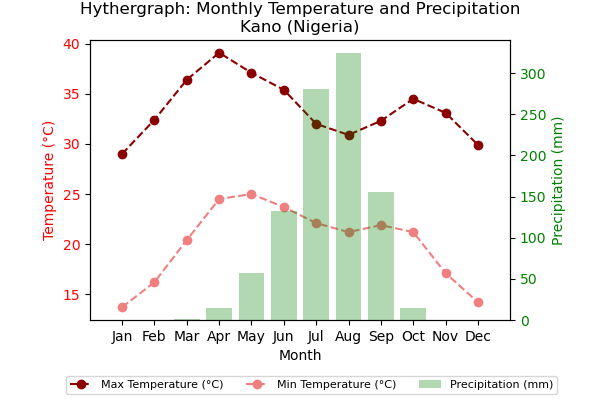 Hythergraph: Monthly Temperature and Precipitation
Kano (Nigeria)
40
35
30
25
20
15
Temperature (°C)
300
250
200
150
100
50
0
Precipitation (mm)
Jan Feb Mar Apr May Jun Jul Aug Sep Oct Nov Dec
Month
Max Temperature (°C) Min Temperature (°C) Precipitation (mm)